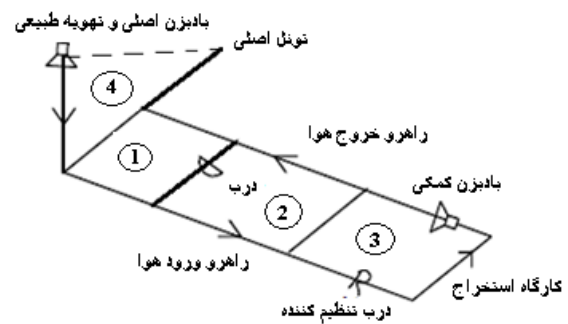 بادبزن اصلی و تهویه طبیعی
تونل اصلی
4
راهرو خروج هوا
1
درب
بادبزن کمکی
2
3
راهرو ورود هوا
کارگاه استخراج
درب تنظیم کننده